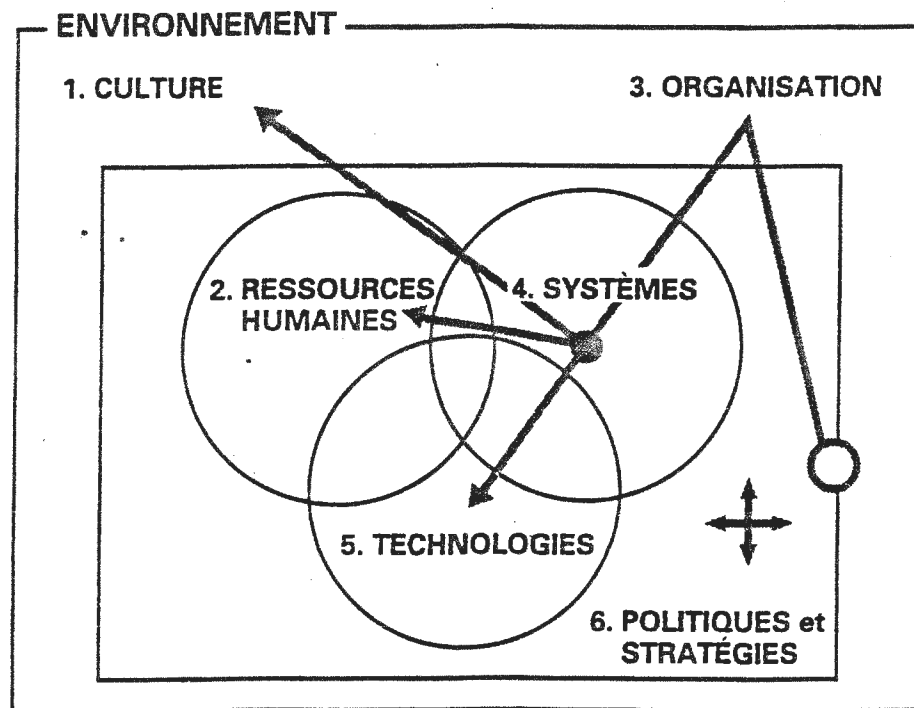 ENVIRONNEMENT
1. CULTURE
3. ORGANISATION
2. RESSOURCES
HUMAINES
4. SYSTÈMES
5. TECHNOLOGIES
6. POLITIQUES et
STRATÉGIES